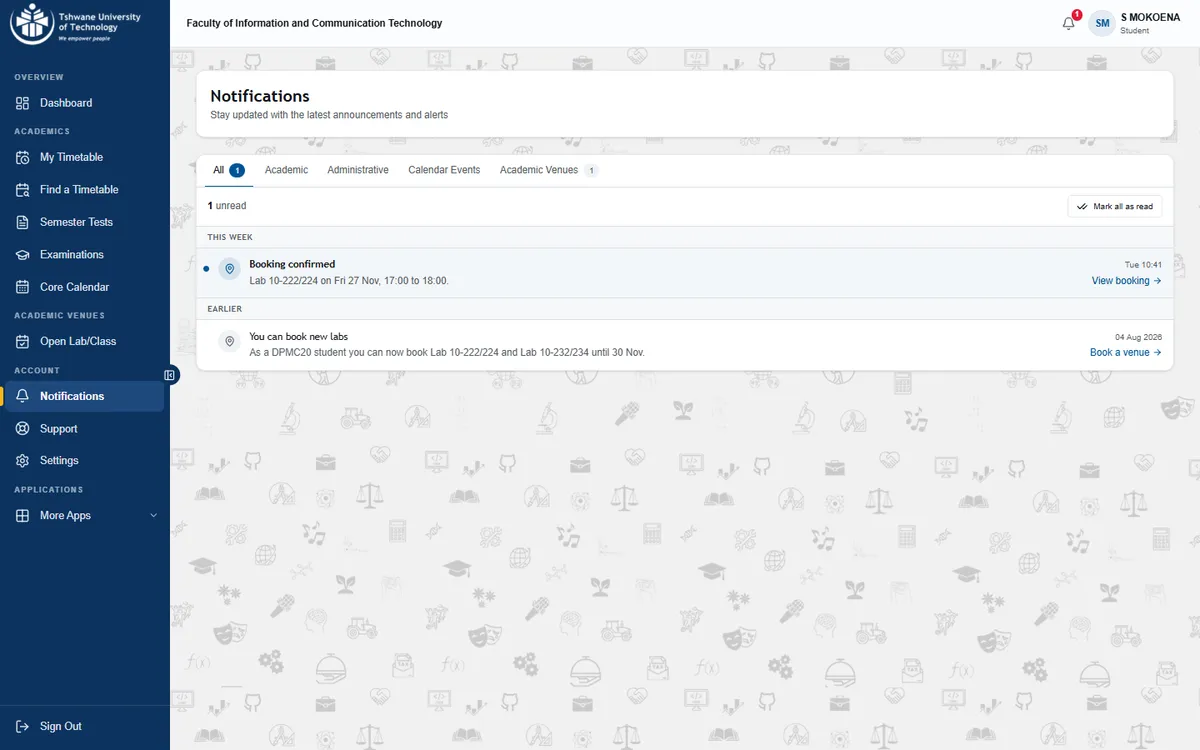 Tshwane University
of Technology
We empower people
Faculty of Information and Communication Technology
1
SM
S MOKOENA
Student
OVERVIEW
Dashboard
ACADEMICS
My Timetable
Find a Timetable
Semester Tests
Examinations
Core Calendar
ACADEMIC VENUES
Open Lab/Class
ACCOUNT
Notifications
Support
Settings
APPLICATIONS
More Apps
Sign Out
Notifications
Stay updated with the latest announcements and alerts
All 1
Academic
Administrative
Calendar Events
Academic Venues 1
1 unread
Mark all as read
THIS WEEK
Booking confirmed
Tue 10:41
Lab 10-222/224 on Fri 27 Nov, 17:00 to 18:00.
View booking →
EARLIER
You can book new labs
04 Aug 2026
As a DPMC20 student you can now book Lab 10-222/224 and Lab 10-232/234 until 30 Nov.
Book a venue →